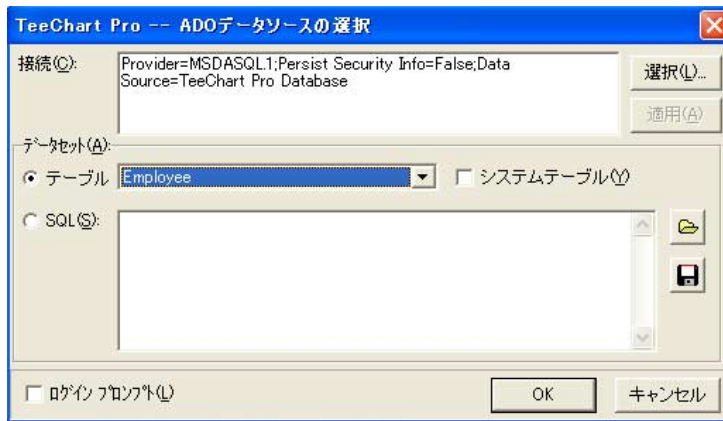 TeeChart Pro -- ADOデータソースの選択
接続(C):
Provider=MSDASQL.1;Persist Security Info=False;Data
Source=TeeChart Pro Database
選択(L)...
適用(A)
データセット(A):
テーブル
Employee
システムテーブル(Y)
SQL(S):
ログイン プロンプト(L)
OK
キャンセル